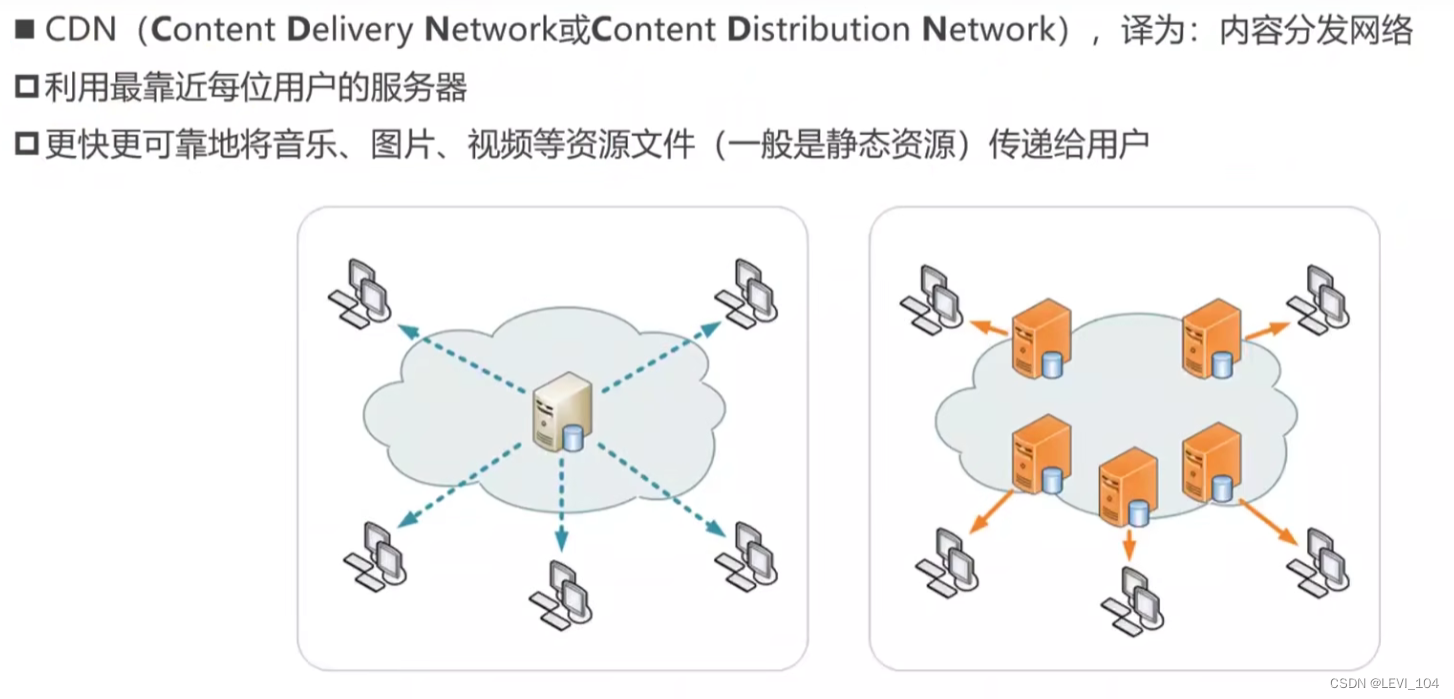 ■ CDN（Content Delivery Network或Content Distribution Network），译为：内容分发网络
□ 利用最靠近每位用户的服务器
□ 更快更可靠地将音乐、图片、视频等资源文件（一般是静态资源）传递给用户
CSDN @LEVI_104